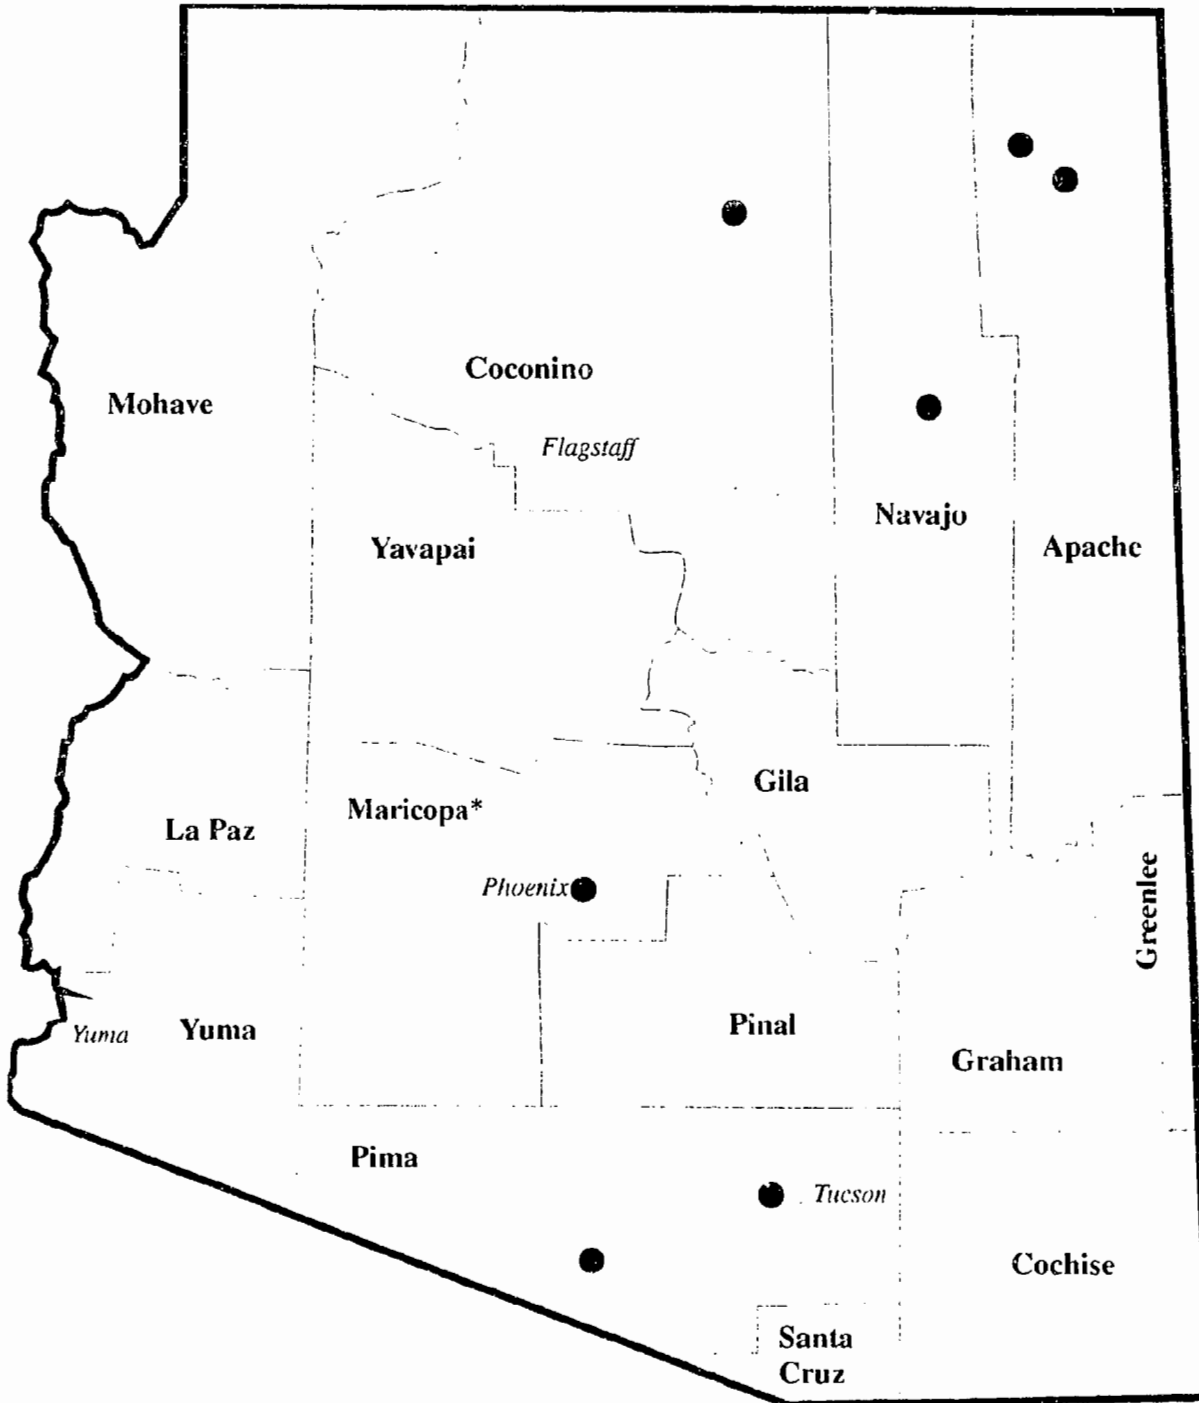 Coconino
Mohave
Flagstaff
Navajo
Yavapai
Apache
Gila
Maricopa*
La Paz
Greenlee
Phoenix
Pinal
Yuma
Yuma
Graham
Pima
Tucson
Cochise
Santa
Cruz